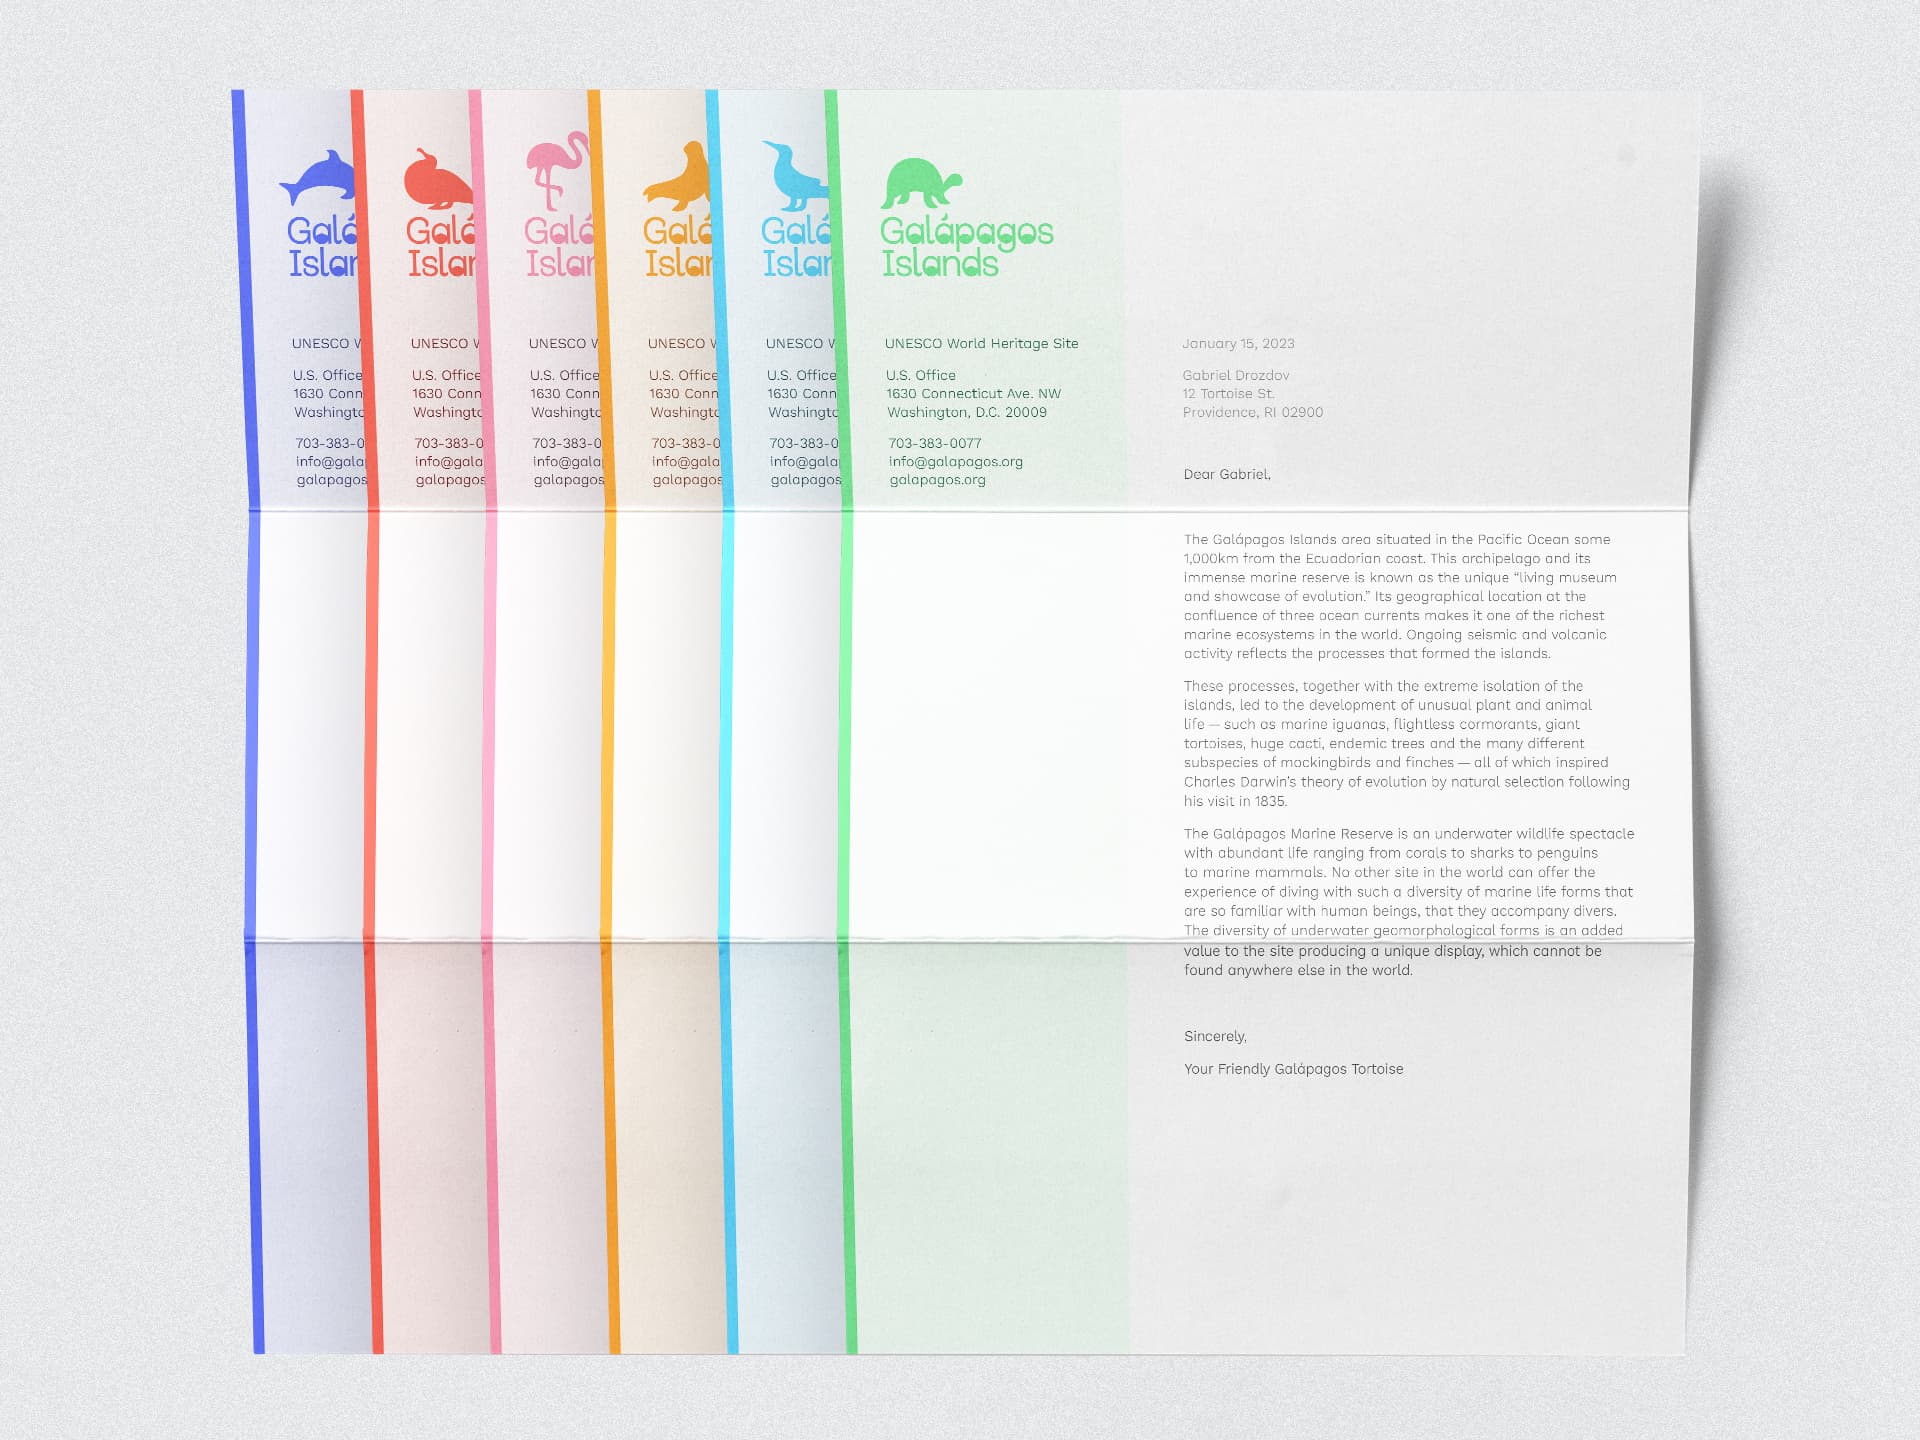 Galá
Islan
UNESCO W
U.S. Office
1630 Conn
Washingto
703-383-0
info@gala
galapagos
Galá
Islan
UNESCO W
U.S. Office
1630 Conn
Washingto
703-383-0
info@gala
galapagos
Galá
Islan
UNESCO W
U.S. Office
1630 Conn
Washingto
703-383-0
info@gala
galapagos
Galá
Islan
UNESCO W
U.S. Office
1630 Conn
Washingto
703-383-0
info@gala
galapagos
Galá
Islan
UNESCO W
U.S. Office
1630 Conn
Washingto
703-383-0
info@gala
galapagos
Galápagos
Islands
UNESCO World Heritage Site
U.S. Office
1630 Connecticut Ave. NW
Washington, D.C. 20009
703-383-0077
info@galapagos.org
galapagos.org
January 15, 2023
Gabriel Drozdov
12 Tortoise St.
Providence, RI 02900
Dear Gabriel,
The Galápagos Islands area situated in the Pacific Ocean some
1,000km from the Ecuadorian coast. This archipelago and its
immense marine reserve is known as the unique “living museum
and showcase of evolution.” Its geographical location at the
confluence of three ocean currents makes it one of the richest
marine ecosystems in the world. Ongoing seismic and volcanic
activity reflects the processes that formed the islands.
These processes, together with the extreme isolation of the
islands, led to the development of unusual plant and animal
life — such as marine iguanas, flightless cormorants, giant
tortoises, huge cacti, endemic trees and the many different
subspecies of mockingbirds and finches — all of which inspired
Charles Darwin's theory of evolution by natural selection following
his visit in 1835.
The Galápagos Marine Reserve is an underwater wildlife spectacle
with abundant life ranging from corals to sharks to penguins
to marine mammals. No other site in the world can offer the
experience of diving with such a diversity of marine life forms that
are so familiar with human beings, that they accompany divers.
The diversity of underwater geomorphological forms is an added
value to the site producing a unique display, which cannot be
found anywhere else in the world.
Sincerely,
Your Friendly Galápagos Tortoise